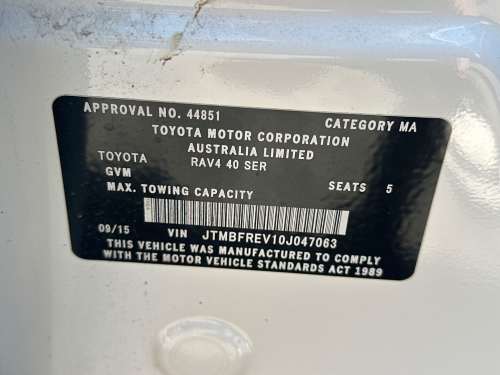 APPROVAL NO. 44851 CATEGORY MA
TOYOTA MOTOR CORPORATION
AUSTRALIA LIMITED
TOYOTA RAV4 40 SER
GVM
MAX. TOWING CAPACITY SEATS 5
09/15 VIN JTMBFREV10J047063
THIS VEHICLE WAS MANUFACTURED TO COMPLY
WITH THE MOTOR VEHICLE STANDARDS ACT 1989